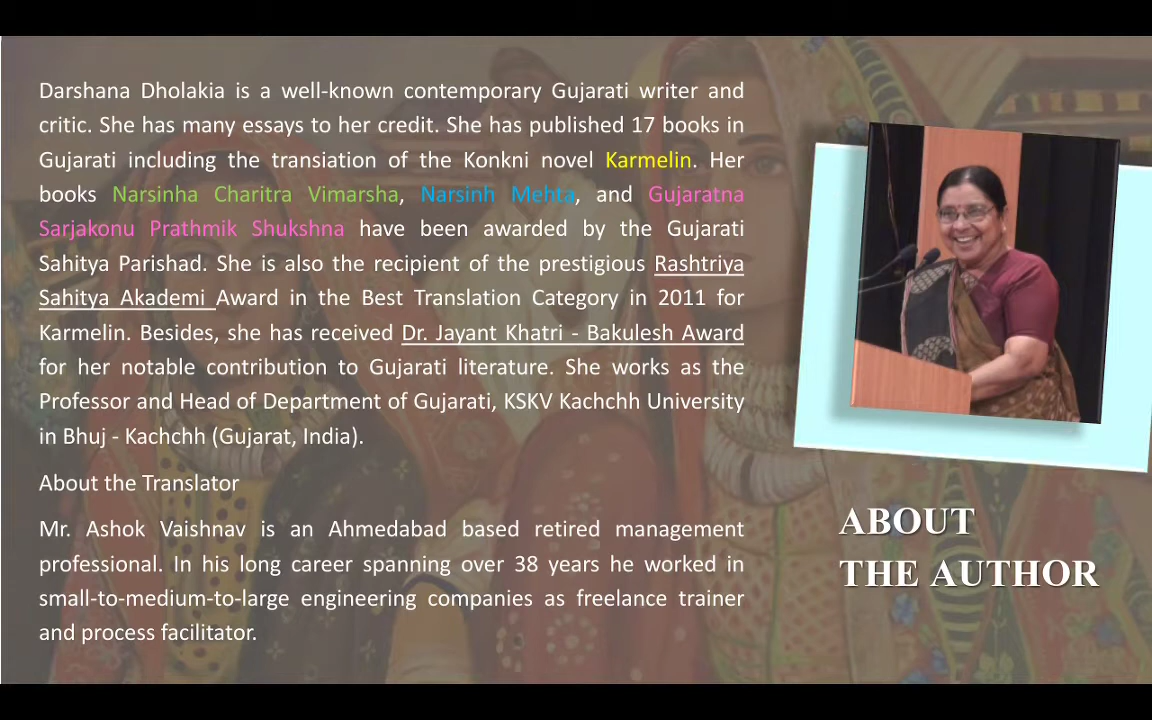 Darshana Dholakia is a well-known contemporary Gujarati writer and
critic. She has many essays to her credit. She has published 17 books in
Gujarati including the transiation of the Konkni novel Karmelin. Her
books Narsinha Charitra Vimarsha, Narsinh Mehta, and Gujaratna
Sarjakonu Prathmik Shukshna have been awarded by the Gujarati
Sahitya Parishad. She is also the recipient of the prestigious Rashtriya
Sahitya Akademi Award in the Best Translation Category in 2011 for
Karmelin. Besides, she has received Dr. Jayant Khatri - Bakulesh Award
for her notable contribution to Gujarati literature. She works as the
Professor and Head of Department of Gujarati, KSKV Kachchh University
in Bhuj - Kachchh (Gujarat, India).
About the Translator
Mr. Ashok Vaishnav is an Ahmedabad based retired management
professional. In his long career spanning over 38 years he worked in
small-to-medium-to-large engineering companies as freelance trainer
and process facilitator.
ABOUT
THE AUTHOR